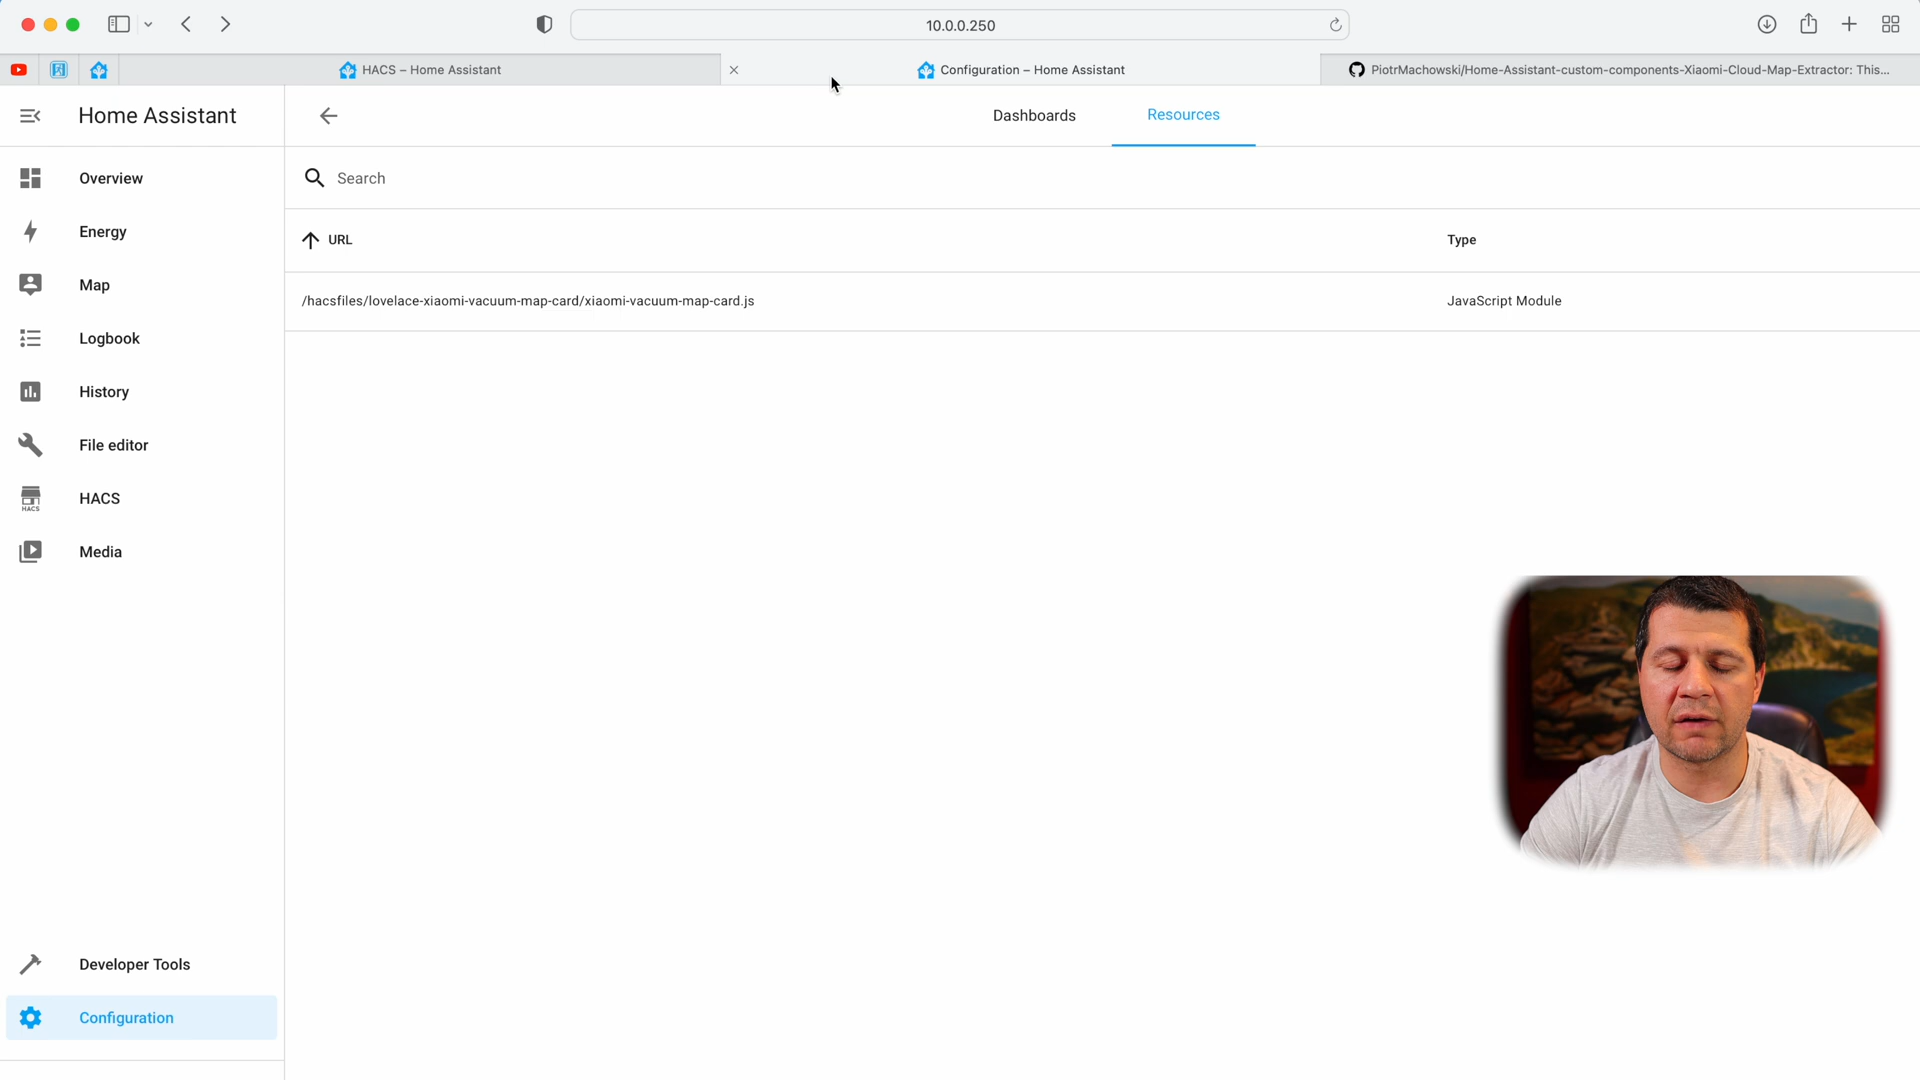 10.0.0.250
HACS – Home Assistant
Configuration – Home Assistant
PiotrMachowski/Home-Assistant-custom-components-Xiaomi-Cloud-Map-Extractor: This...
Home Assistant
Dashboards
Resources
Overview
Energy
Map
Logbook
History
File editor
HACS
HACS
Media
Developer Tools
Configuration
Search
URL
Type
/hacsfiles/lovelace-xiaomi-vacuum-map-card/xiaomi-vacuum-map-card.js
JavaScript Module